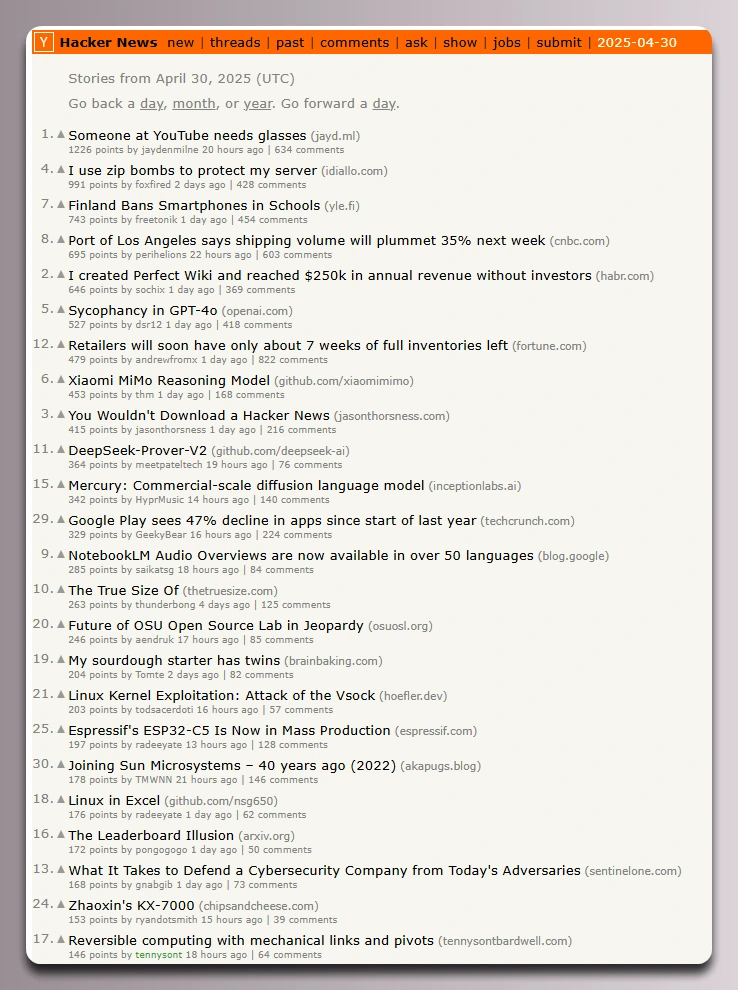 Y Hacker News new | threads | past | comments | ask | show | jobs | submit | 2025-04-30
Stories from April 30, 2025 (UTC)
Go back a day, month, or year. Go forward a day.
1. ▲ Someone at YouTube needs glasses (jayd.ml)
1226 points by jaydenmilne 20 hours ago | 634 comments
4. ▲ I use zip bombs to protect my server (idiallo.com)
991 points by foxfired 2 days ago | 428 comments
7. ▲ Finland Bans Smartphones in Schools (yle.fi)
743 points by freetonik 1 day ago | 454 comments
8. ▲ Port of Los Angeles says shipping volume will plummet 35% next week (cnbc.com)
695 points by perihelions 22 hours ago | 603 comments
2. ▲ I created Perfect Wiki and reached $250k in annual revenue without investors (habr.com)
646 points by sochix 1 day ago | 369 comments
5. ▲ Sycophancy in GPT-4o (openai.com)
527 points by dsr12 1 day ago | 418 comments
12. ▲ Retailers will soon have only about 7 weeks of full inventories left (fortune.com)
479 points by andrewfromx 1 day ago | 822 comments
6. ▲ Xiaomi MiMo Reasoning Model (github.com/xiaomimimo)
453 points by thm 1 day ago | 168 comments
3. ▲ You Wouldn't Download a Hacker News (jasonthorsness.com)
415 points by jasonthorsness 1 day ago | 216 comments
11. ▲ DeepSeek-Prover-V2 (github.com/deepseek-ai)
364 points by meetpateltech 19 hours ago | 76 comments
15. ▲ Mercury: Commercial-scale diffusion language model (inceptionlabs.ai)
342 points by HyprMusic 14 hours ago | 140 comments
29. ▲ Google Play sees 47% decline in apps since start of last year (techcrunch.com)
329 points by GeekyBear 16 hours ago | 224 comments
9. ▲ NotebookLM Audio Overviews are now available in over 50 languages (blog.google)
285 points by saikatsg 18 hours ago | 84 comments
10. ▲ The True Size Of (thetruesize.com)
263 points by thunderbong 4 days ago | 125 comments
20. ▲ Future of OSU Open Source Lab in Jeopardy (osuosl.org)
246 points by aendruk 17 hours ago | 85 comments
19. ▲ My sourdough starter has twins (brainbaking.com)
204 points by Tomte 2 days ago | 82 comments
21. ▲ Linux Kernel Exploitation: Attack of the Vsock (hoefler.dev)
203 points by todsacerdoti 16 hours ago | 57 comments
25. ▲ Espressif's ESP32-C5 Is Now in Mass Production (espressif.com)
197 points by radeeyate 13 hours ago | 128 comments
30. ▲ Joining Sun Microsystems – 40 years ago (2022) (akapugs.blog)
178 points by TMWNN 21 hours ago | 146 comments
18. ▲ Linux in Excel (github.com/nsg650)
176 points by radeeyate 1 day ago | 62 comments
16. ▲ The Leaderboard Illusion (arxiv.org)
172 points by pongogogo 1 day ago | 50 comments
13. ▲ What It Takes to Defend a Cybersecurity Company from Today's Adversaries (sentinelone.com)
168 points by gnabgib 1 day ago | 73 comments
24. ▲ Zhaoxin's KX-7000 (chipsandcheese.com)
153 points by ryandotsmith 15 hours ago | 39 comments
17. ▲ Reversible computing with mechanical links and pivots (tennysontbardwell.com)
146 points by tennysont 18 hours ago | 64 comments